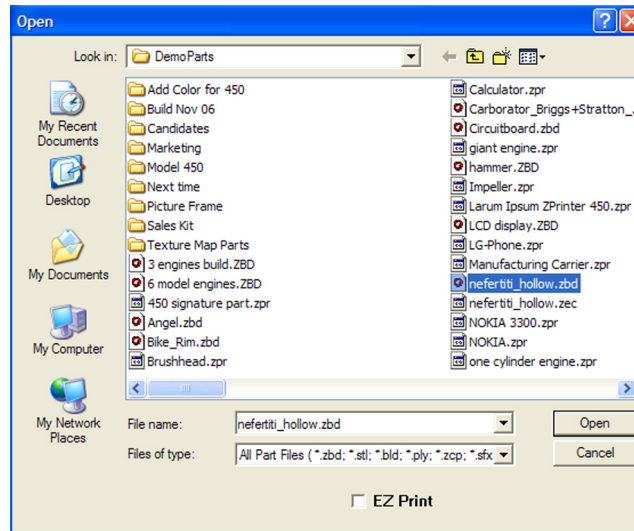 Open
Look in:
DemoParts
My Recent
Documents
Desktop
My Documents
My Computer
My Network
Places
Add Color for 450
Build Nov 06
Candidates
Marketing
Model 450
Next time
Picture Frame
Sales Kit
Texture Map Parts
3 engines build.ZBD
6 model engines.ZBD
450 signature part.zpr
Angel.zbd
Bike_Rim.zbd
Brushhead.zpr
Calculator.zpr
Carborator_Briggs+Stratton_.
Circuitboard.zbd
giant engine.zpr
hammer.ZBD
Impeller.zpr
Larum Ipsum ZPrinter 450.zpr
LCD display.ZBD
LG-Phone.zpr
Manufacturing Carrier.zpr
nefertiti_hollow.zbd
nefertiti_hollow.zec
NOKIA 3300.zpr
NOKIA.zpr
one cylinder engine.zpr
File name:
nefertiti_hollow.zbd
Open
Files of type:
All Part Files ( *.zbd; *.stl; *.bld; *.ply; *.zcp; *.sfx
Cancel
EZ Print